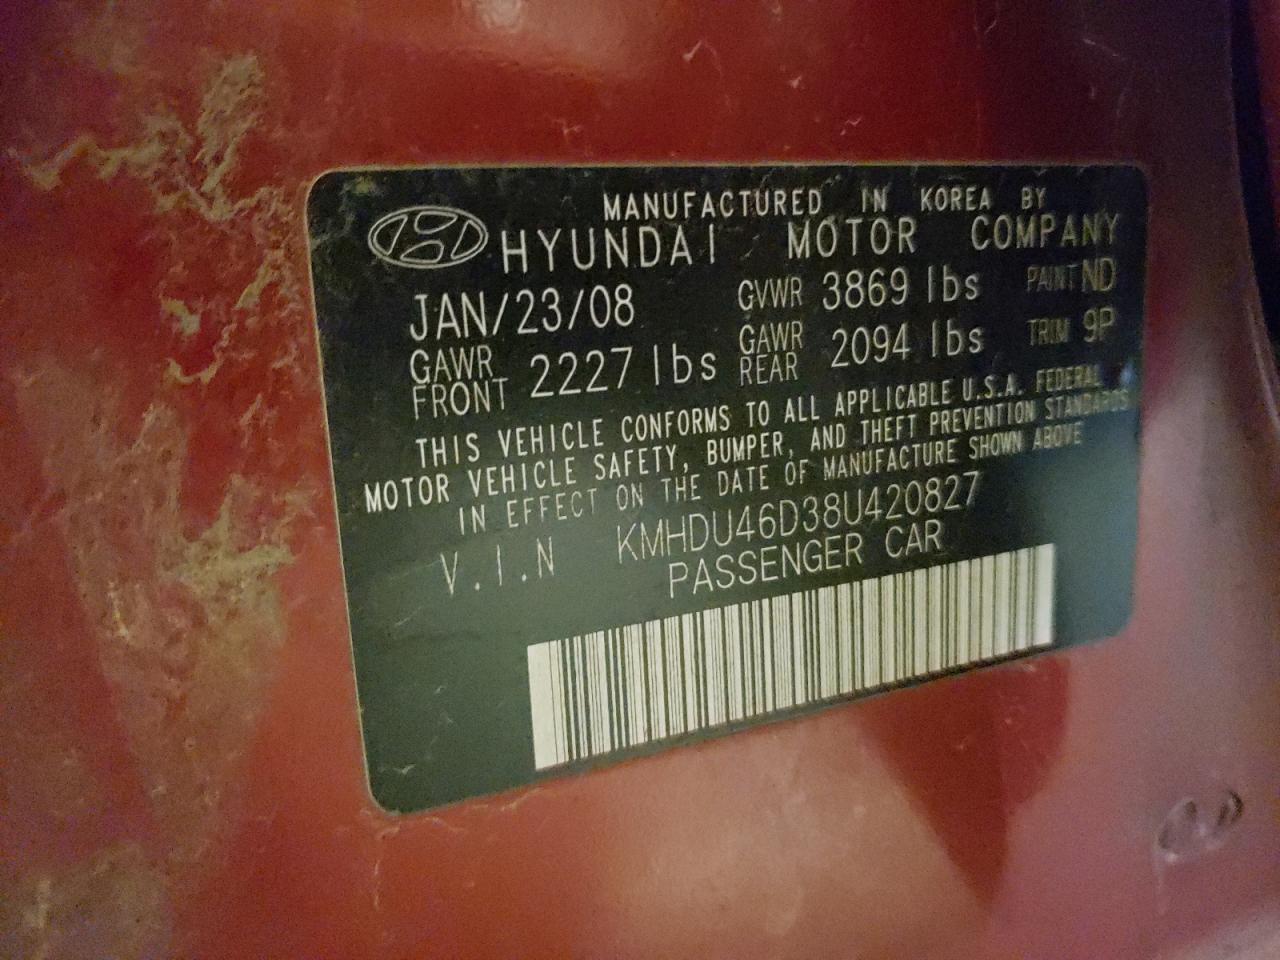 MANUFACTURED IN KOREA BY
HYUNDAI MOTOR COMPANY
JAN/23/08 GVWR 3869 lbs PAINT ND
GAWR FRONT 2227 lbs GAWR REAR 2094 lbs TRIM 9P
THIS VEHICLE CONFORMS TO ALL APPLICABLE U.S.A. FEDERAL
MOTOR VEHICLE SAFETY, BUMPER, AND THEFT PREVENTION STANDARDS
IN EFFECT ON THE DATE OF MANUFACTURE SHOWN ABOVE
V.I.N KMHDU46D38U420827
PASSENGER CAR